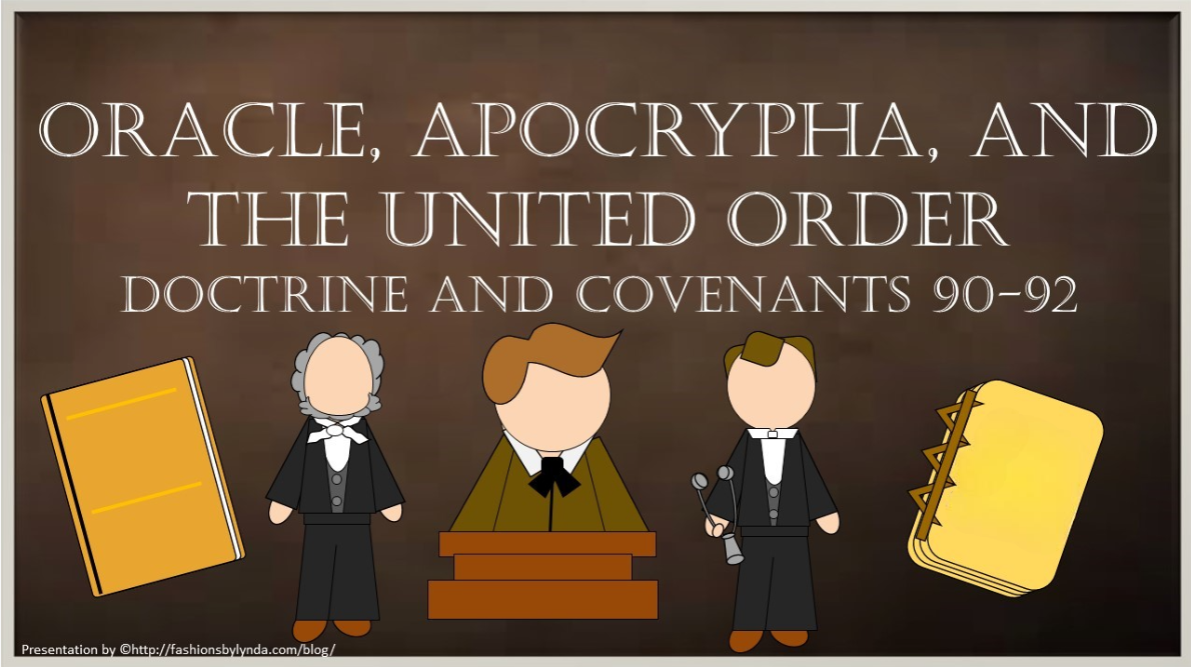 ORACLE, APOCRYPHA, AND
THE UNITED ORDER
DOCTRINE AND COVENANTS 90-92
Presentation by ©http://fashionsbylynda.com/blog/